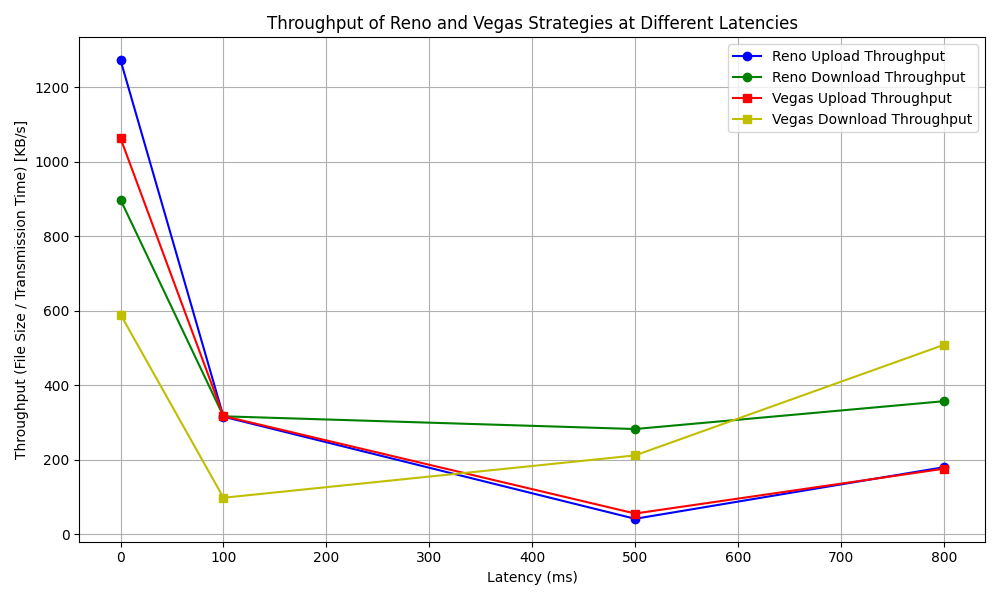 Throughput of Reno and Vegas Strategies at Different Latencies
Throughput (File Size / Transmission Time) [KB/s]
1200
1000
800
600
400
200
0
Reno Upload Throughput
Reno Download Throughput
Vegas Upload Throughput
Vegas Download Throughput
0 100 200 300 400 500 600 700 800
Latency (ms)